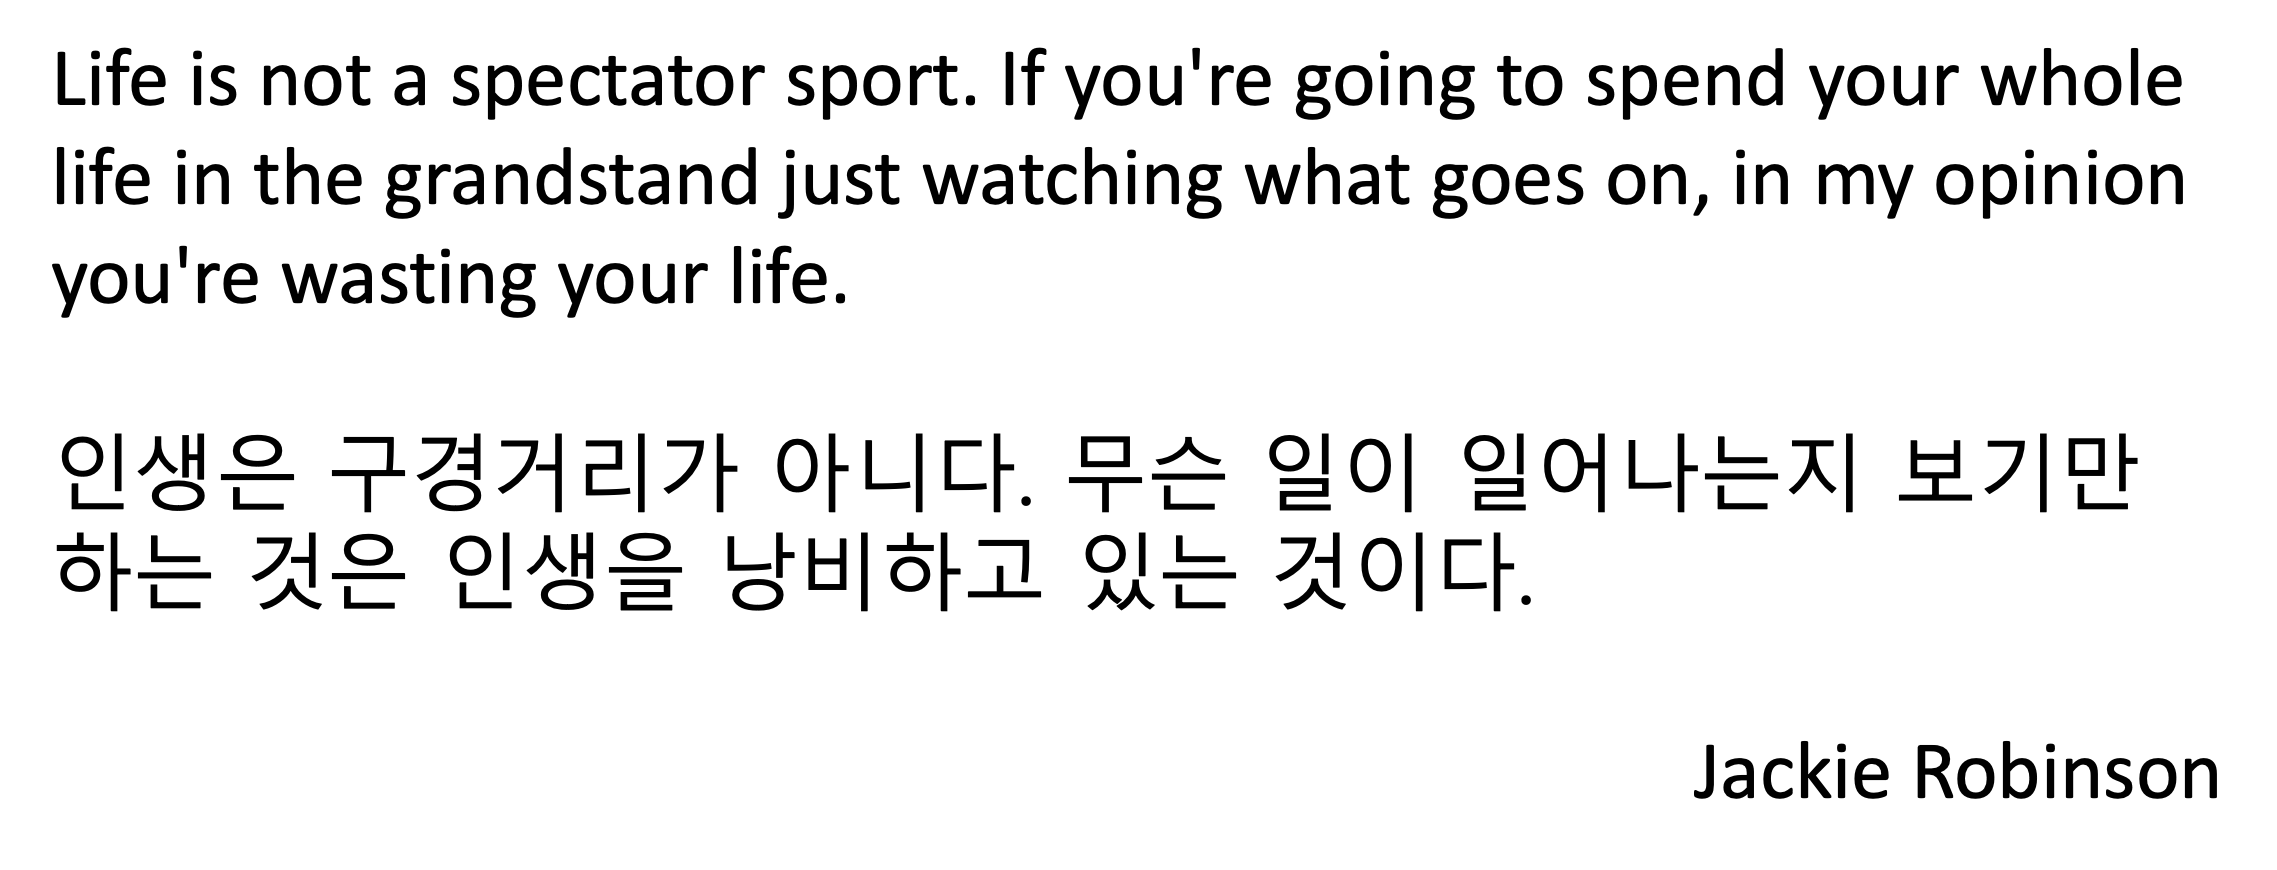 Life is not a spectator sport. If you're going to spend your whole
life in the grandstand just watching what goes on, in my opinion
you're wasting your life.
인생은 구경거리가 아니다. 무슨 일이 일어나는지 보기만
하는 것은 인생을 낭비하고 있는 것이다.
Jackie Robinson